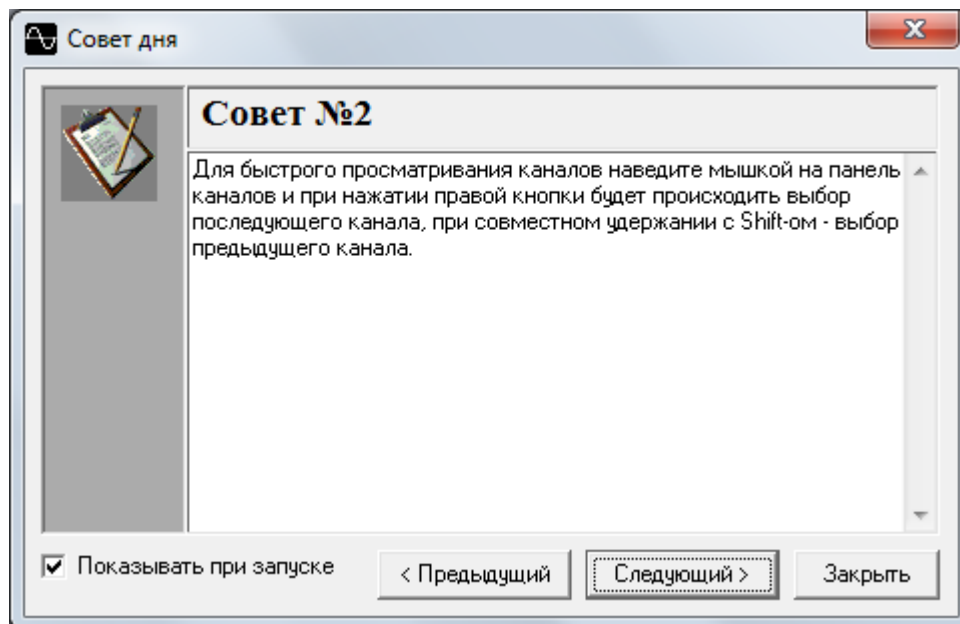 Совет дня
Совет №2
Для быстрого просматривания каналов наведите мышкой на панель
каналов и при нажатии правой кнопки будет происходить выбор
последующего канала, при совместном удержании с Shift-ом - выбор
предыдущего канала.
Показывать при запуске
< Предыдущий
Следующий >
Закрыть